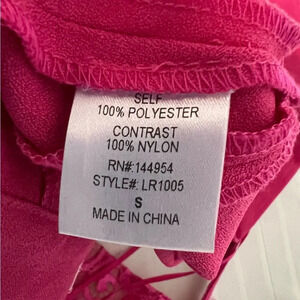 SELF
100% POLYESTER
CONTRAST
100% NYLON
RN#:144954
STYLE#: LR1005
S
MADE IN CHINA